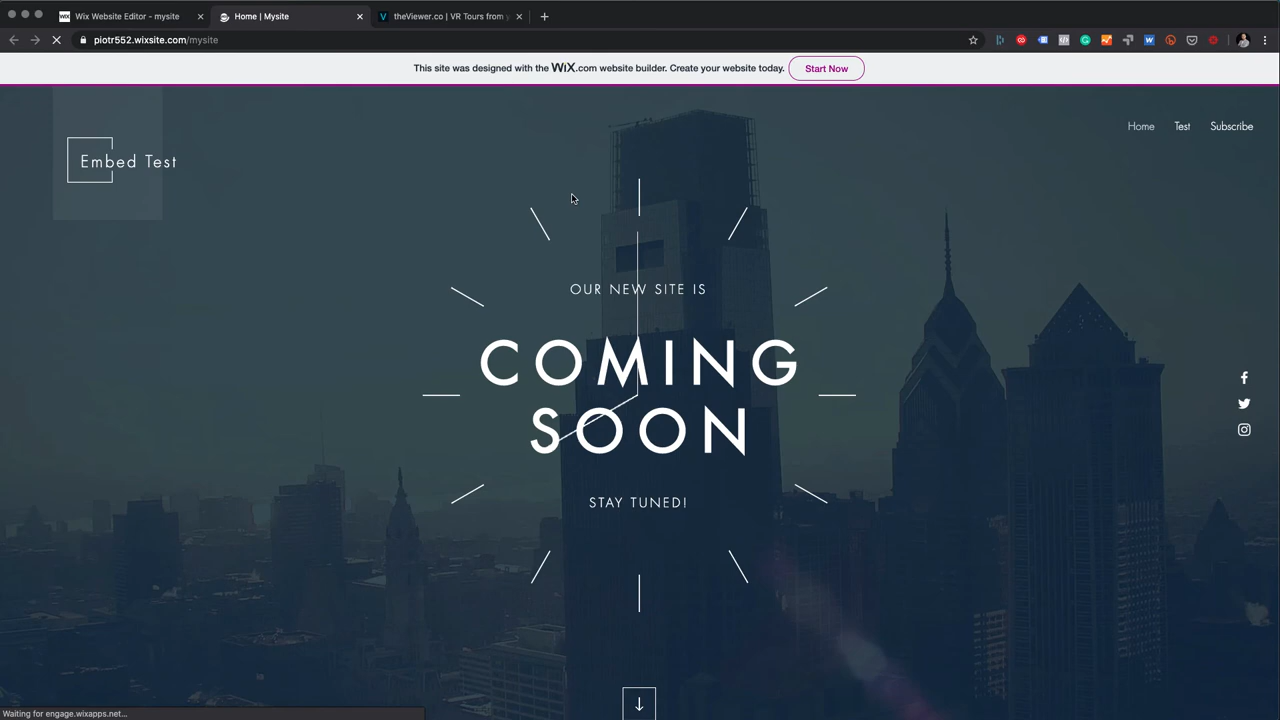 Wix Website Editor - mysite
Home | Mysite
theViewer.co | VR Tours from
piotr552.wixsite.com/mysite
This site was designed with the WiX.com website builder. Create your website today.
Start Now
Home
Test
Subscribe
Embed Test
OUR NEW SITE IS
COMING
SOON
STAY TUNED!
Waiting for engage.wixapps.net...